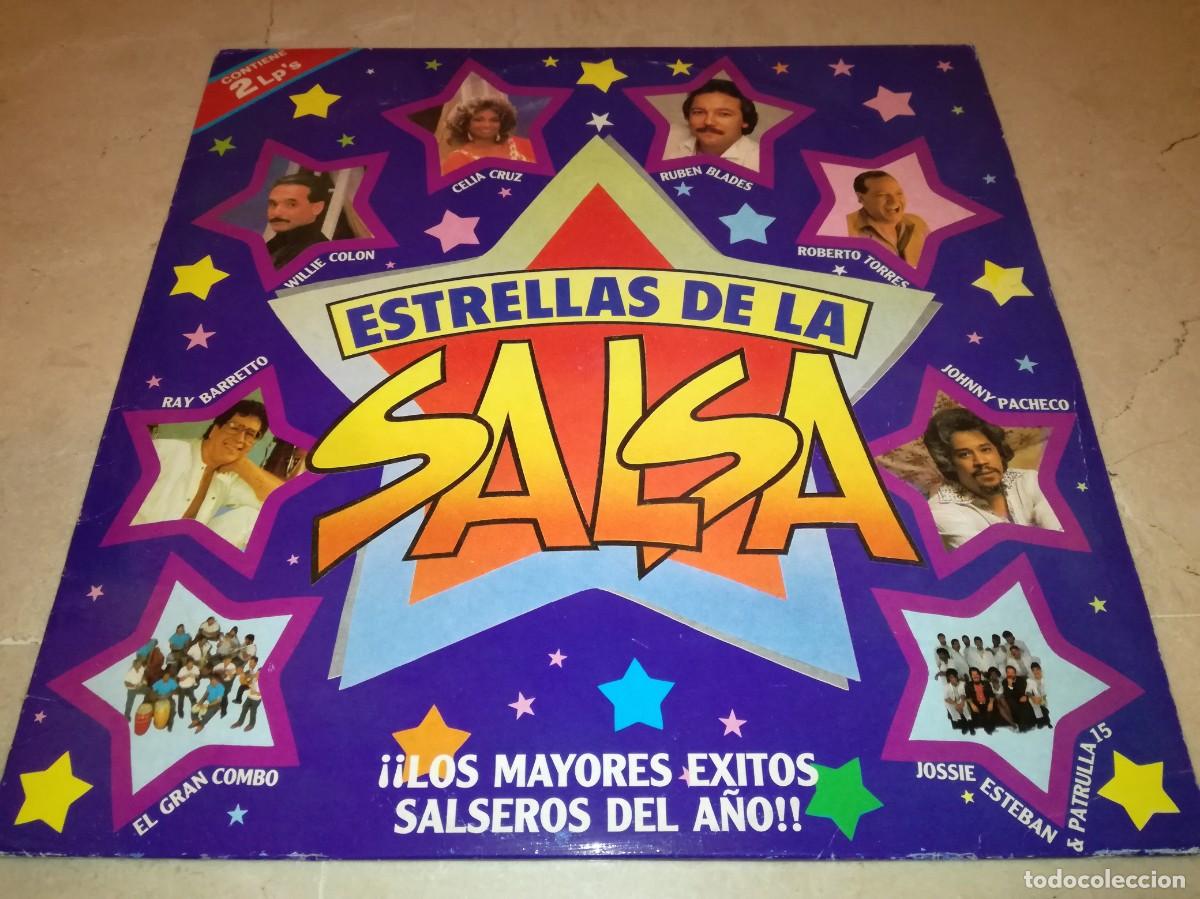 CONTIENE
2 Lp's
CELIA CRUZ
RUBEN BLADES
WILLIE COLON
ROBERTO TORRES
ESTRELLAS DE LA
SALSA
RAY BARRETTO
JOHNNY PACHECO
EL GRAN COMBO
JOSSIE ESTEBAN
& PATRULLA 15
¡¡LOS MAYORES EXITOS
SALSEROS DEL AÑO!!
todocoleccion